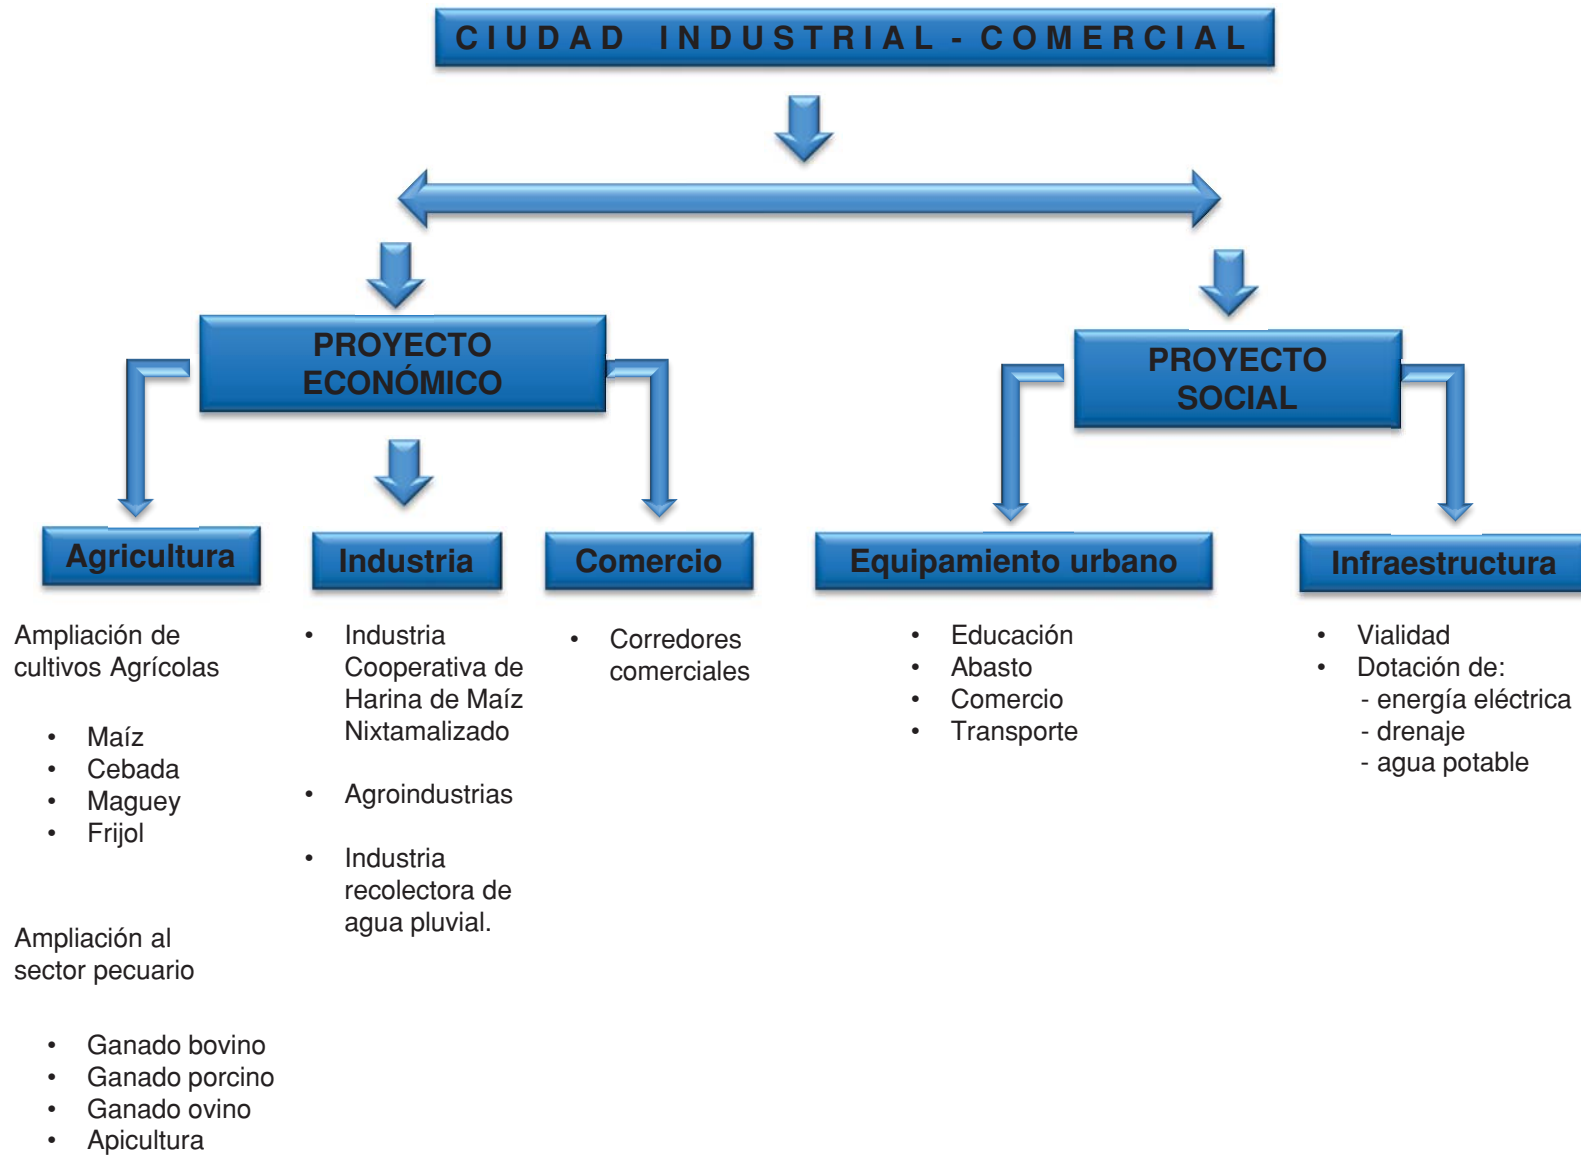 CIUDAD INDUSTRIAL - COMERCIAL
PROYECTO
ECONÓMICO
PROYECTO
SOCIAL
Agricultura
Industria
Comercio
Equipamiento urbano
Infraestructura
Ampliación de
cultivos Agrícolas
• Maíz
• Cebada
• Maguey
• Frijol
Ampliación al
sector pecuario
• Ganado bovino
• Ganado porcino
• Ganado ovino
• Apicultura
• Industria
Cooperativa de
Harina de Maíz
Nixtamalizado
• Agroindustrias
• Industria
recolectora de
agua pluvial.
• Corredores
comerciales
• Educación
• Abasto
• Comercio
• Transporte
• Vialidad
• Dotación de:
- energía eléctrica
- drenaje
- agua potable